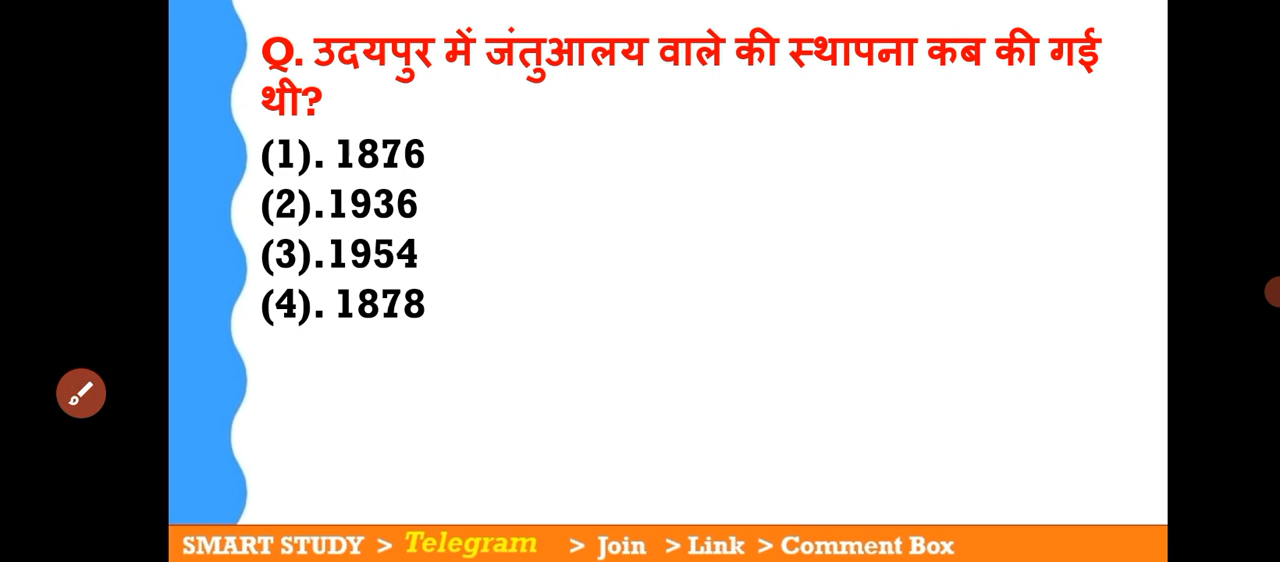 Q. उदयपुर में जंतुआलय वाले की स्थापना कब की गई
थी?
(1). 1876
(2).1936
(3).1954
(4). 1878
SMART STUDY > Telegram > Join > Link > Comment Box